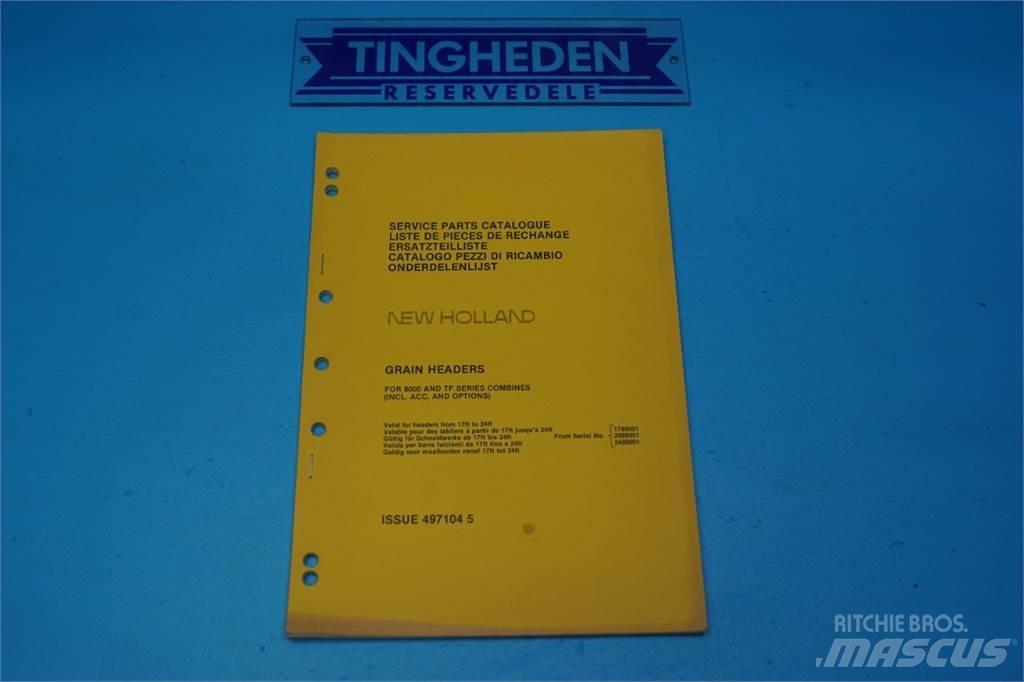 TINGHEDEN
RESERVEDELE
SERVICE PARTS CATALOGUE
LISTE DE PIECES DE RECHANGE
ERSATZTEILLISTE
CATALOGO PEZZI DI RICAMBIO
ONDERDELENLIJST
NEW HOLLAND
GRAIN HEADERS
FOR 8000 AND TF SERIES COMBINES
(INCL. ACC. AND OPTIONS)
Valid for headers from 17ft to 24ft
Valable pour des tabliers à partir de 17ft jusqu'à 24ft
Gültig für Schneidwerke ab 17ft bis 24ft
Valido per barre falcianti da 17ft fino a 24ft
Geldig voor maaiborden vanaf 17ft tot 24ft
From Serial No.
1789001
2089001
2489001
ISSUE 497104 5
RITCHIE BROS.
MASCUS